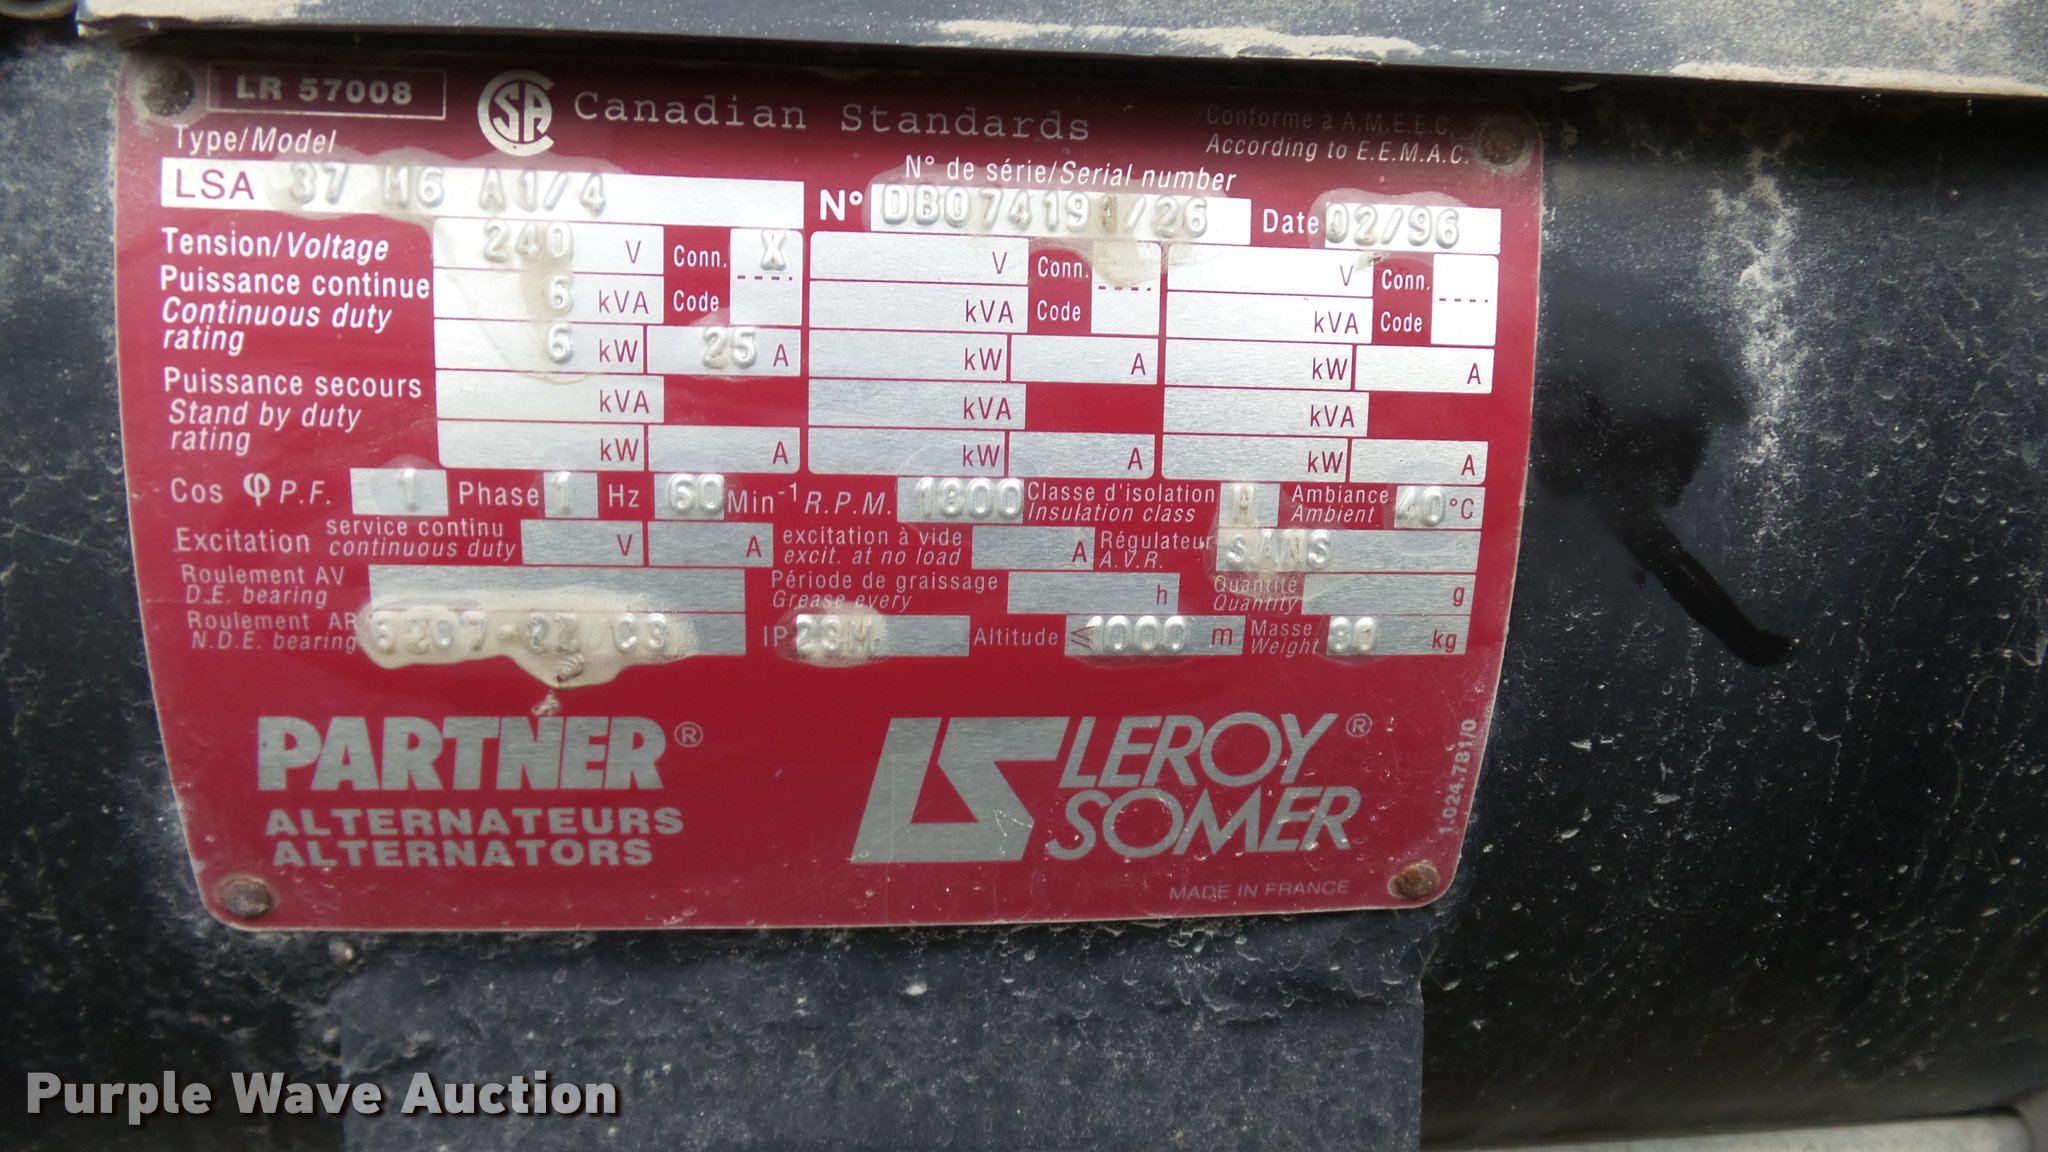 LR 57008
CSA Canadian Standards
Conforme à A.M.E.E.C.
According to E.E.M.A.C.
Type/Model
N° de série/Serial number
LSA 37 M6 A1/4
N° DB074191/26 Date 02/96
Tension/Voltage 240 V Conn. X V Conn. V Conn.
Puissance continue 6 kVA Code kVA Code kVA Code
Continuous duty
rating 6 kW 25 A kW A kW A
Puissance secours kVA kVA kVA
Stand by duty
rating kW A kW A kW A
Cos φ P.F. 1 Phase 1 Hz 60 Min⁻¹ R.P.M. 1800 Classe d'isolation
Insulation class H Ambiance
Ambient 40 °C
Excitation service continu
continuous duty V A excitation à vide
excit. at no load A Régulateur
A.V.R. SANS
Roulement AV
D.E. bearing Période de graissage
Grease every h Quantité
Quantity g
Roulement AR
N.D.E. bearing 6207-2Z C3 IP 23M. Altitude ≤ 1000 m Masse
Weight 30 kg
PARTNER®
ALTERNATEURS
ALTERNATORS
LS LEROY®
SOMER
1.024.781/0
MADE IN FRANCE
Purple Wave Auction